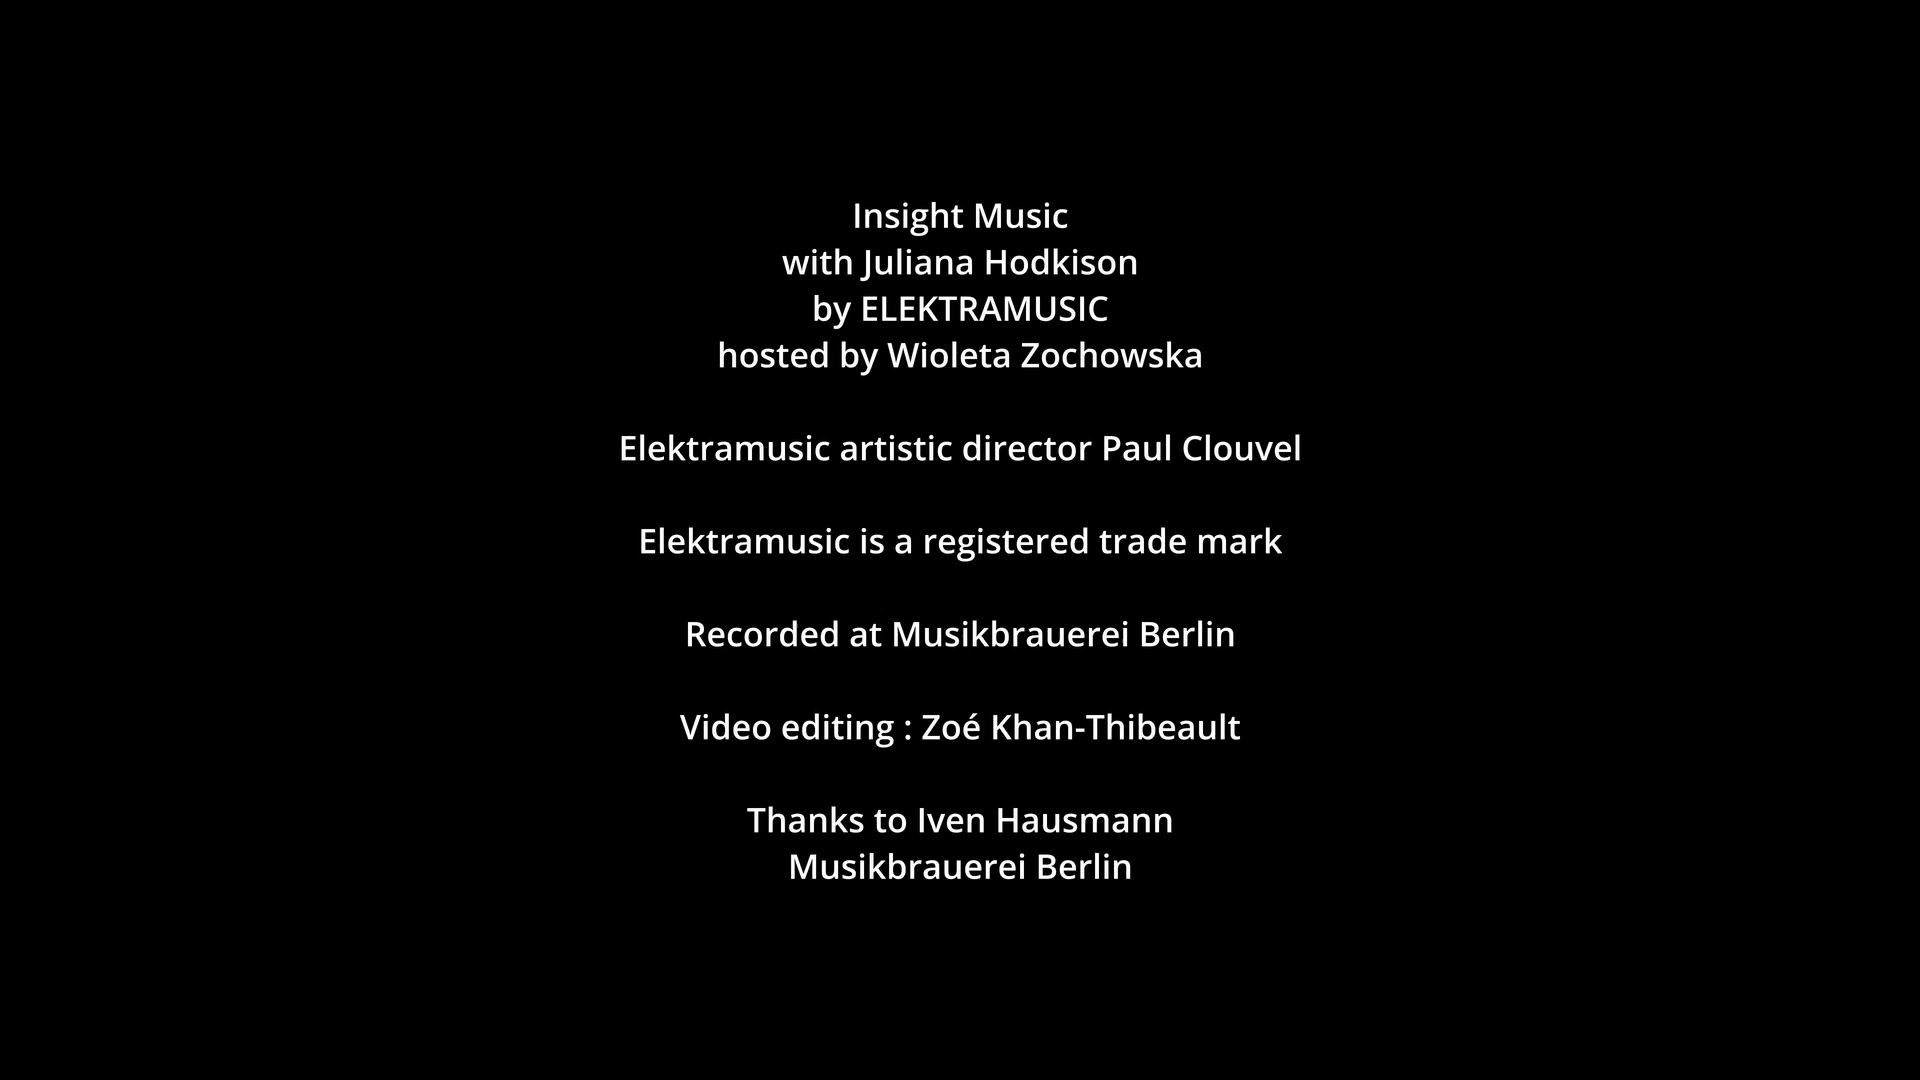 Insight Music
with Juliana Hodkison
by ELEKTRAMUSIC
hosted by Wioleta Zochowska
Elektramusic artistic director Paul Clouvel
Elektramusic is a registered trade mark
Recorded at Musikbrauerei Berlin
Video editing : Zoé Khan-Thibeault
Thanks to Iven Hausmann
Musikbrauerei Berlin